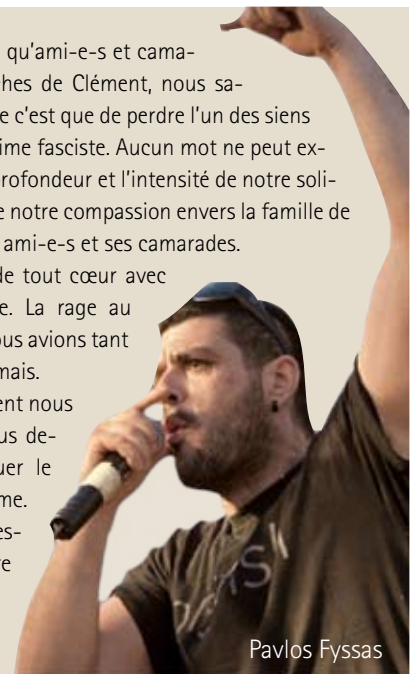 qu'ami-e-s et cama-
ches de Clément, nous sa-
e c'est que de perdre l'un des siens
ime fasciste. Aucun mot ne peut ex-
rofondeur et l'intensité de notre soli-
e notre compassion envers la famille de
ami-e-s et ses camarades.
de tout cœur avec
e. La rage au
ous avions tant
mais.
ent nous
us de-
uer le
me.
es-
re
Pavlos Fyssas